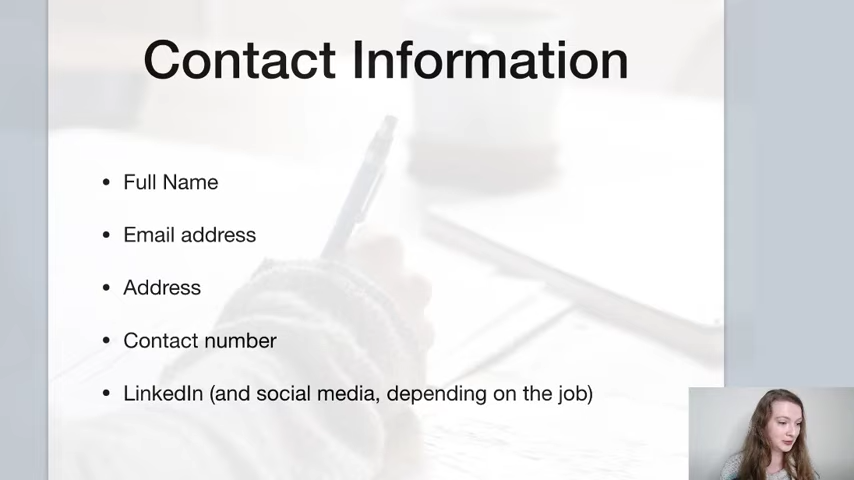 Contact Information
• Full Name
• Email address
• Address
• Contact number
• LinkedIn (and social media, depending on the job)